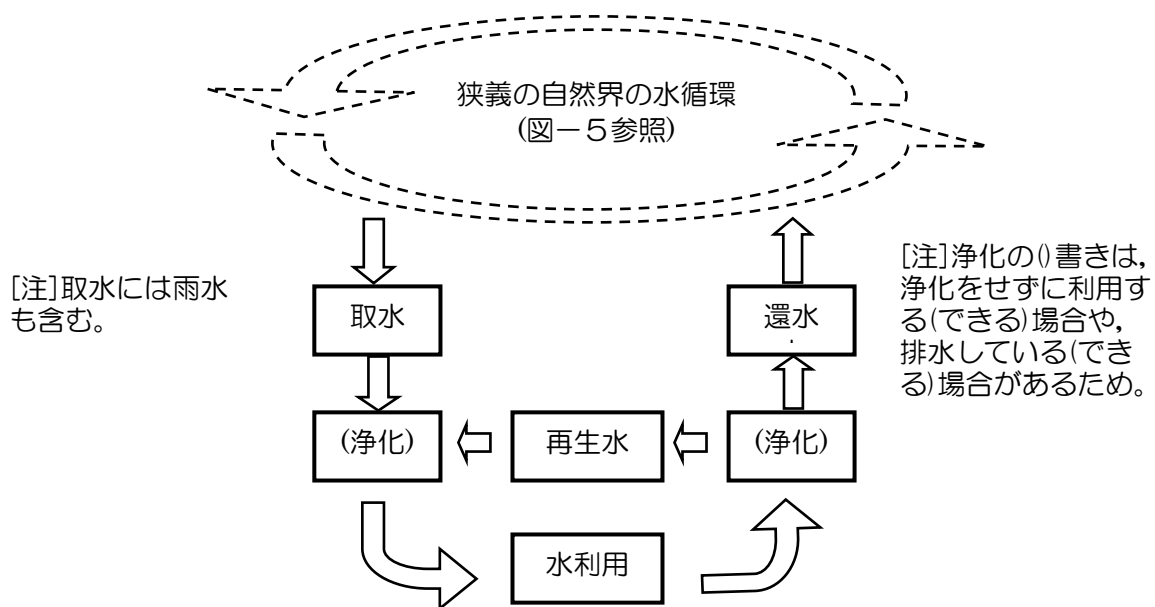 狭義の自然界の水循環
(図－５参照)
[注]取水には雨水
も含む。
取水
還水
[注]浄化の()書きは,
浄化をせずに利用す
る(できる)場合や,
排水している(でき
る)場合があるため。
(浄化)
再生水
(浄化)
水利用